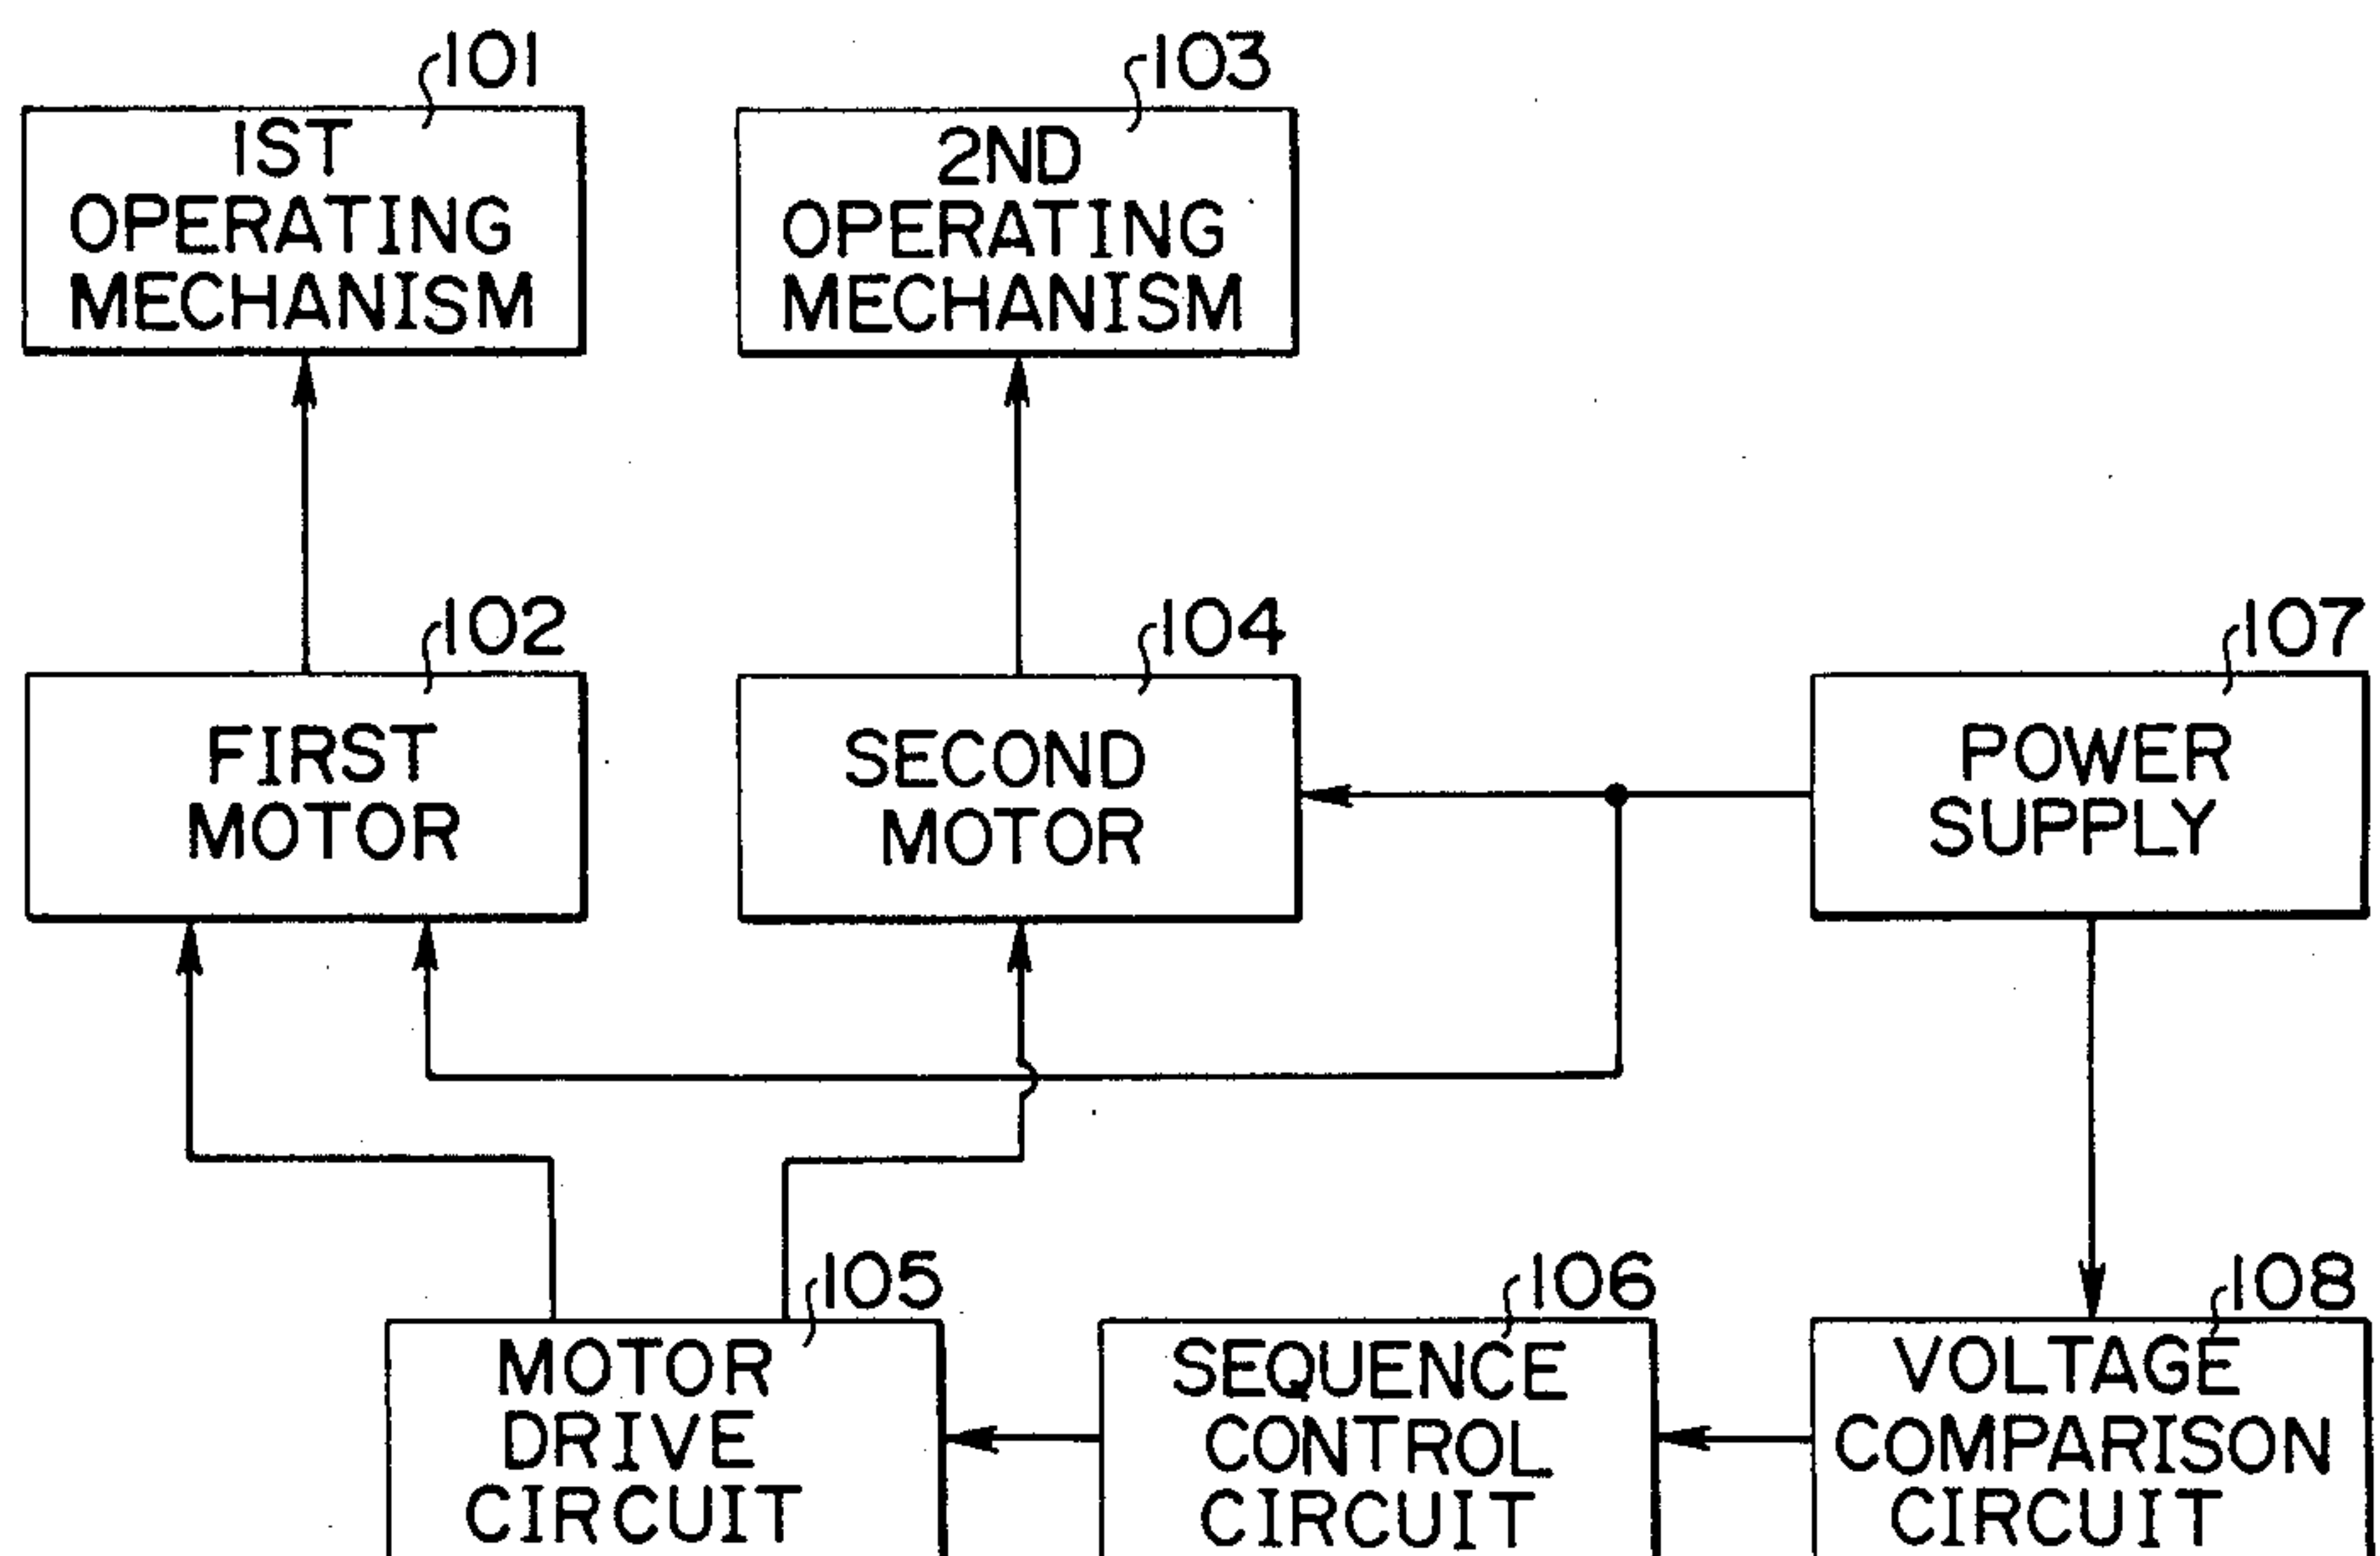 101
1ST
OPERATING
MECHANISM
103
2ND
OPERATING
MECHANISM
102
FIRST
MOTOR
104
SECOND
MOTOR
107
POWER
SUPPLY
105
MOTOR
DRIVE
CIRCUIT
106
SEQUENCE
CONTROL
CIRCUIT
108
VOLTAGE
COMPARISON
CIRCUIT